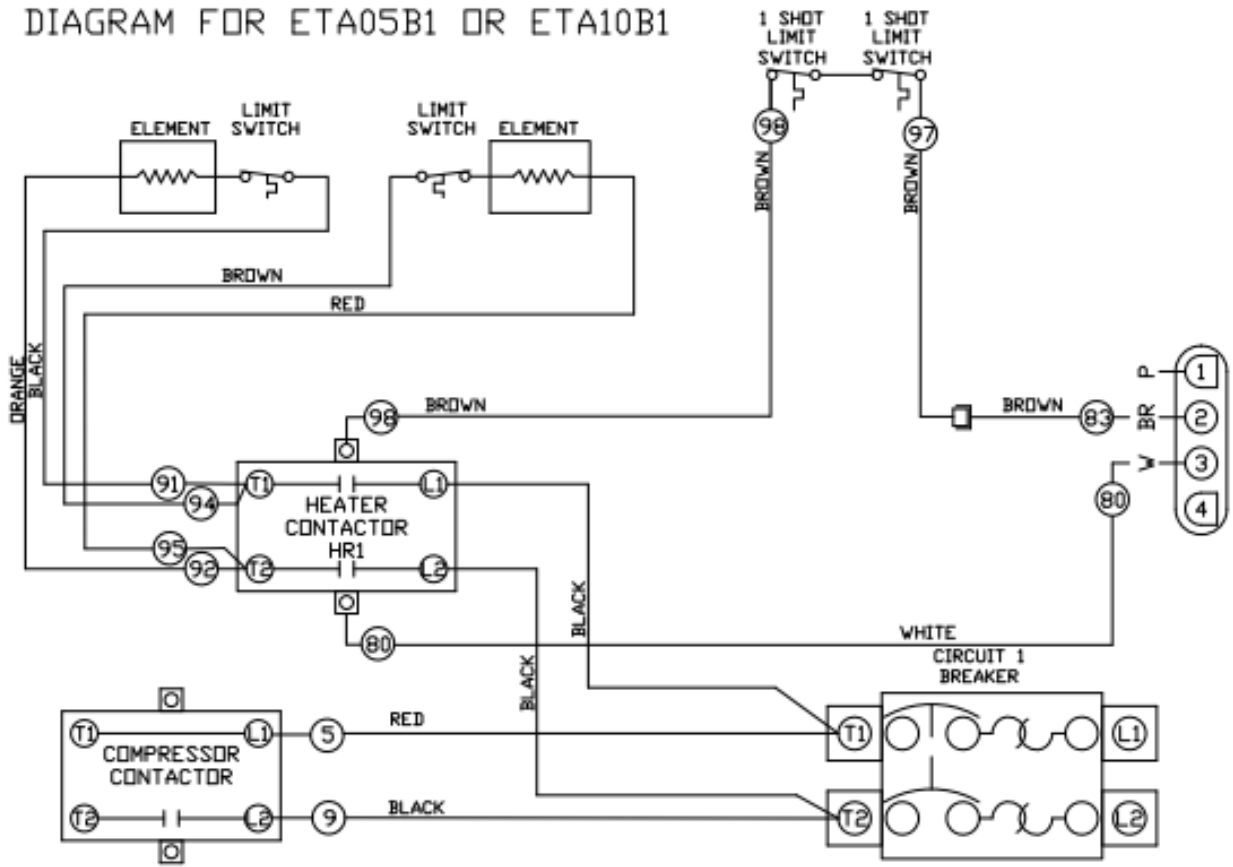 DIAGRAM FOR ETA05B1 OR ETA10B1
1 SHOT
LIMIT
SWITCH
1 SHOT
LIMIT
SWITCH
ELEMENT
LIMIT
SWITCH
LIMIT
SWITCH
ELEMENT
98
97
BROWN
BROWN
BROWN
RED
ORANGE
BLACK
P
1
98
BROWN
BROWN
83
BR
2
W
3
80
4
91
94
T1
L1
HEATER
CONTACTOR
HR1
95
92
T2
L2
BLACK
80
WHITE
BLACK
CIRCUIT 1
BREAKER
T1
L1
5
RED
T1
L1
COMPRESSOR
CONTACTOR
T2
L2
9
BLACK
T2
L2